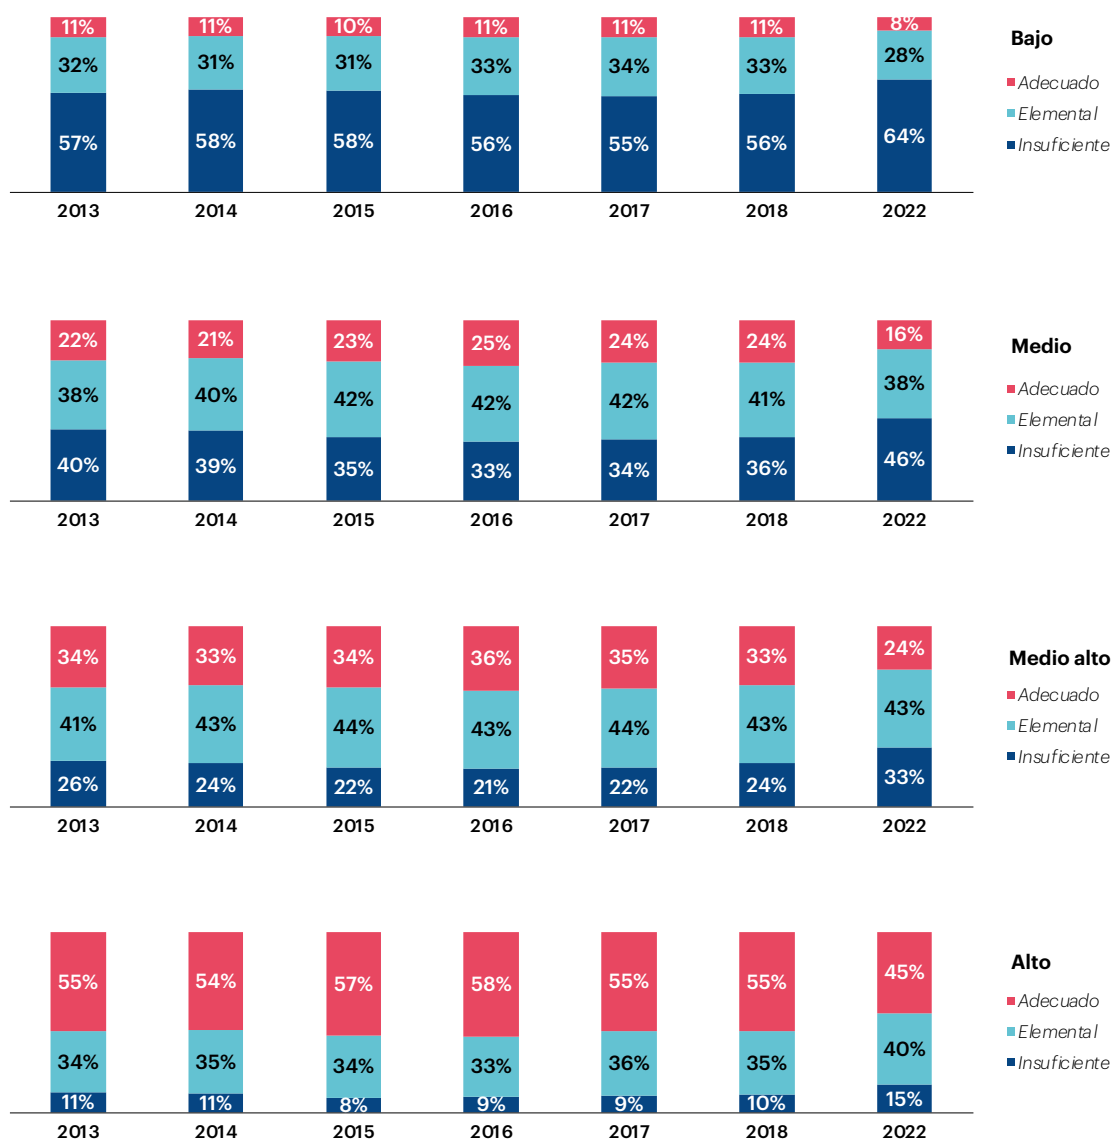 11% 11% 10% 11% 11% 11% 8%
Bajo
32% 31% 31% 33% 34% 33% 28%
Adecuado
Elemental
57% 58% 58% 56% 55% 56% 64%
Insuficiente
2013 2014 2015 2016 2017 2018 2022
22% 21% 23% 25% 24% 24% 16%
Medio
38% 40% 42% 42% 42% 41% 38%
Adecuado
Elemental
40% 39% 35% 33% 34% 36% 46%
Insuficiente
2013 2014 2015 2016 2017 2018 2022
34% 33% 34% 36% 35% 33% 24%
Medio alto
Adecuado
41% 43% 44% 43% 44% 43% 43%
Elemental
26% 24% 22% 21% 22% 24% 33%
Insuficiente
2013 2014 2015 2016 2017 2018 2022
55% 54% 57% 58% 55% 55% 45%
Alto
Adecuado
34% 35% 34% 33% 36% 35% 40%
Elemental
Insuficiente
11% 11% 8% 9% 9% 10% 15%
2013 2014 2015 2016 2017 2018 2022